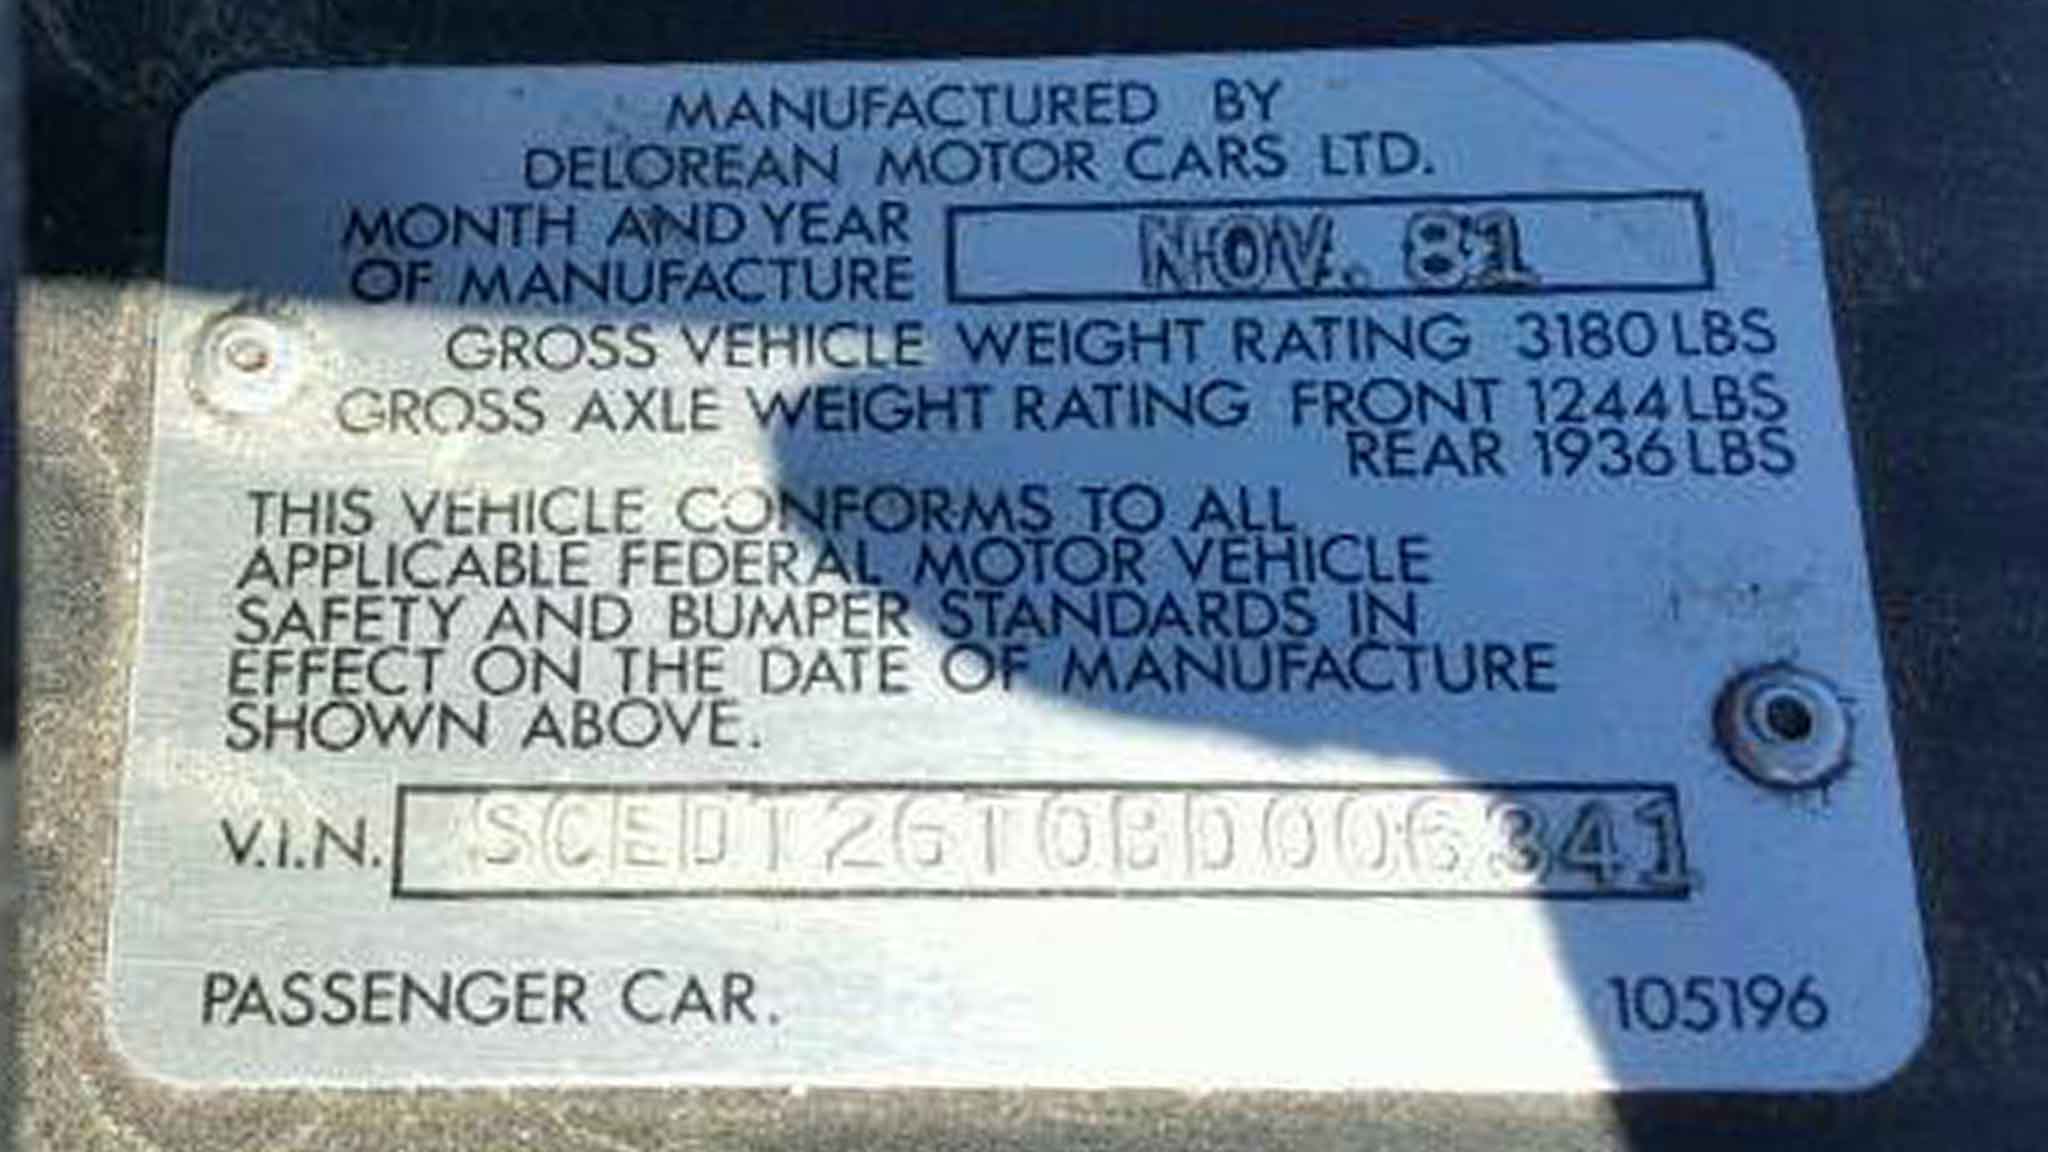 MANUFACTURED BY
DELOREAN MOTOR CARS LTD.
MONTH AND YEAR
OF MANUFACTURE NOV. 81
GROSS VEHICLE WEIGHT RATING 3180 LBS
GROSS AXLE WEIGHT RATING FRONT 1244 LBS
REAR 1936 LBS
THIS VEHICLE CONFORMS TO ALL
APPLICABLE FEDERAL MOTOR VEHICLE
SAFETY AND BUMPER STANDARDS IN
EFFECT ON THE DATE OF MANUFACTURE
SHOWN ABOVE.
V.I.N. SCEDT26T0BD006341
PASSENGER CAR.
105196